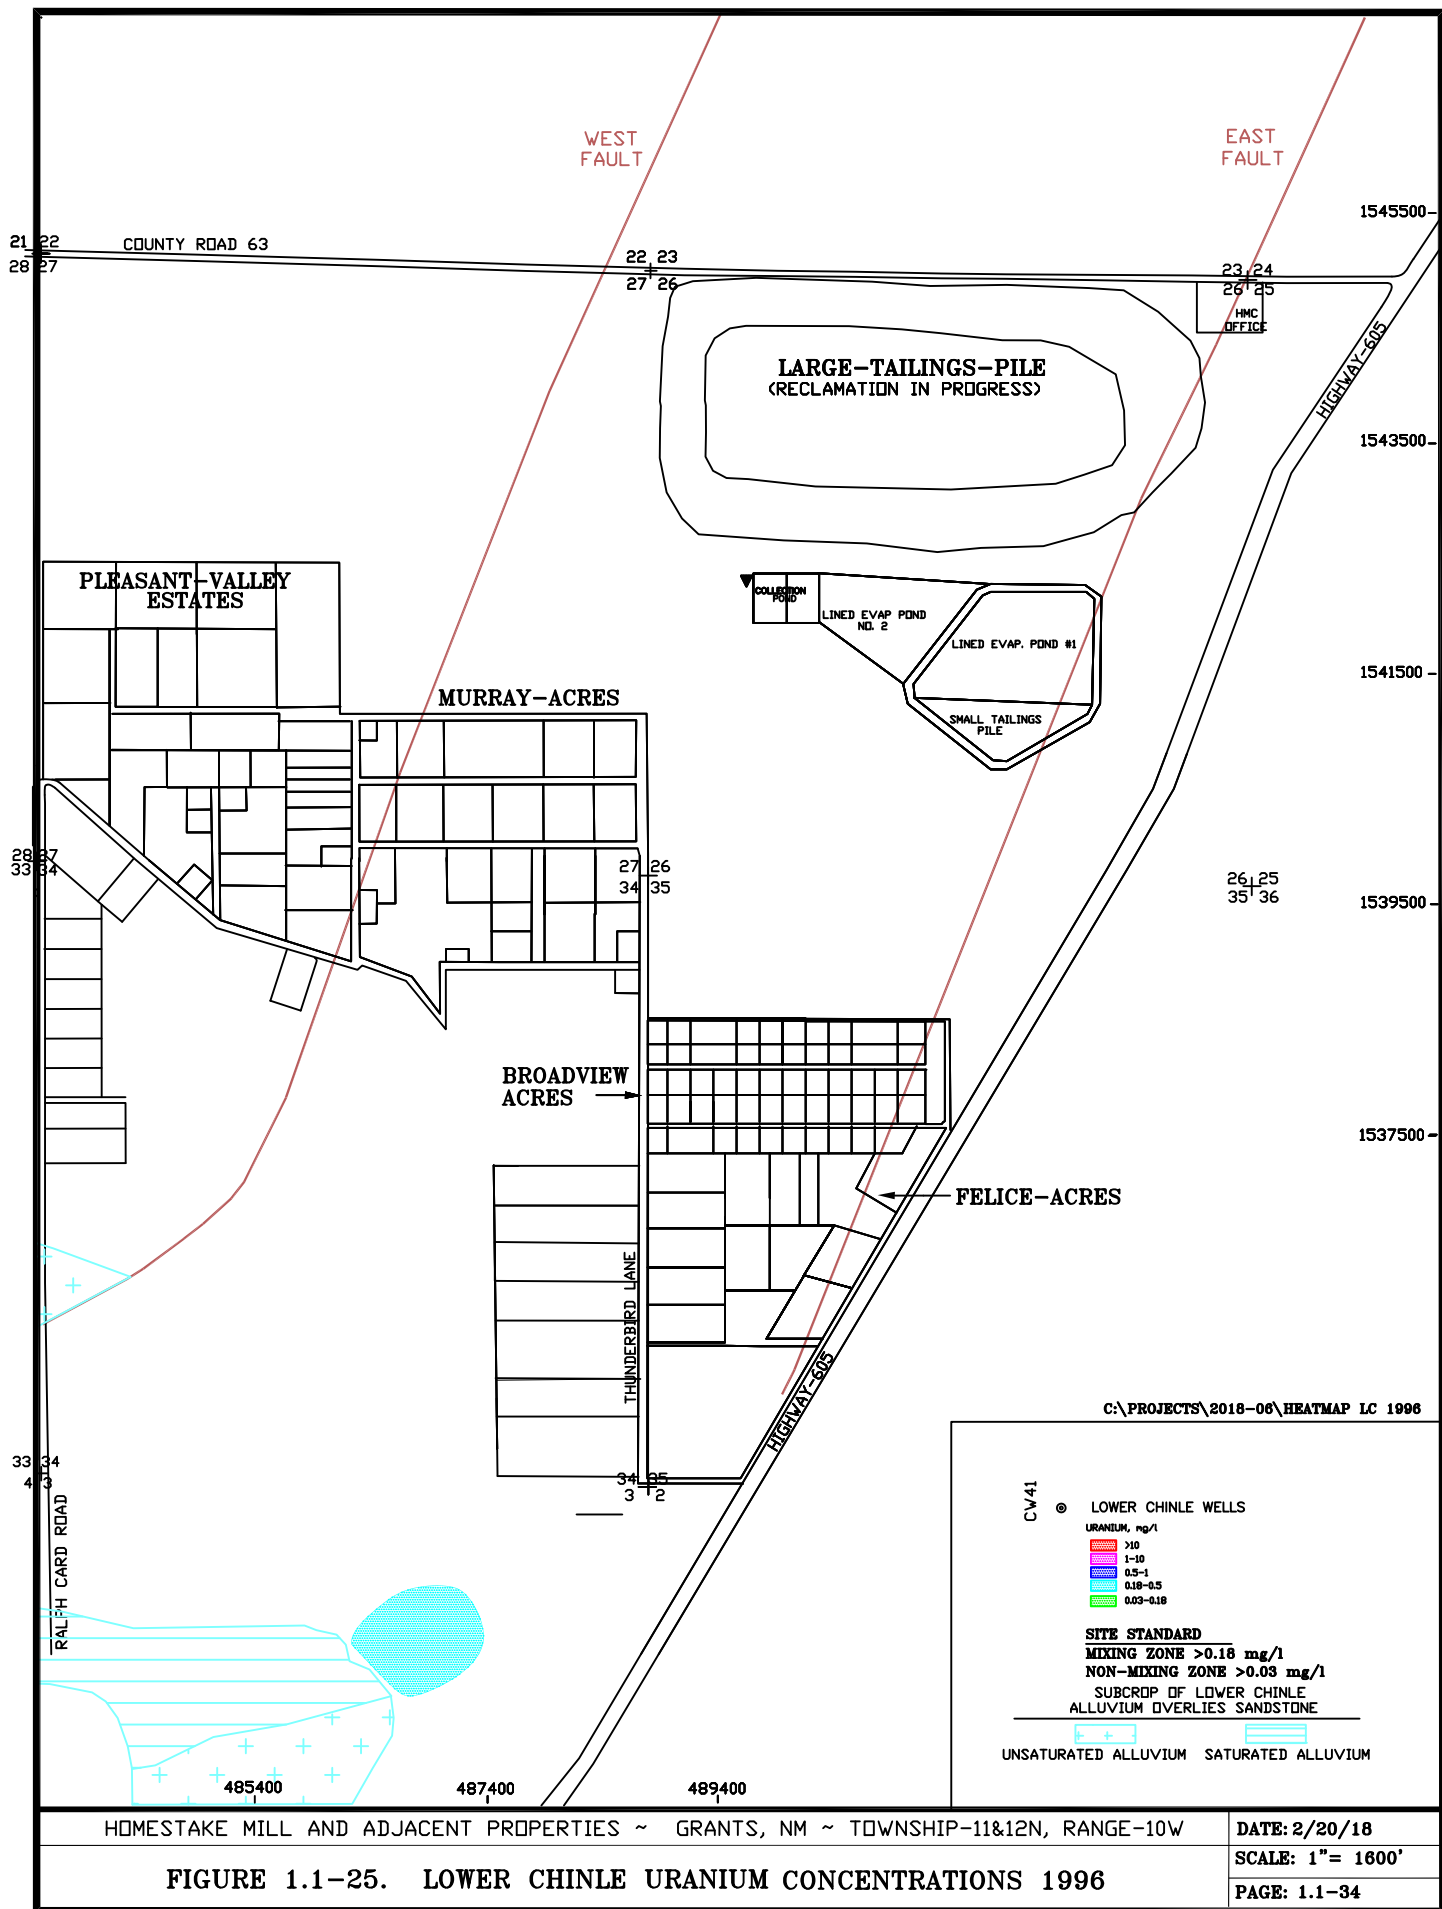 WEST
FAULT
EAST
FAULT
1545500
21 22
28 27
COUNTY ROAD 63
22 23
27 26
23 24
26 25
HMC
OFFICE
HIGHWAY-605
LARGE-TAILINGS-PILE
(RECLAMATION IN PROGRESS)
1543500
PLEASANT-VALLEY
ESTATES
COLLECTION
POND
LINED EVAP POND
NO. 2
LINED EVAP. POND #1
1541500
MURRAY-ACRES
SMALL TAILINGS
PILE
28 27
33 34
27 26
34 35
26 25
35 36
1539500
BROADVIEW
ACRES
1537500
FELICE-ACRES
THUNDERBIRD LANE
HIGHWAY-605
C:\PROJECTS\2018-06\HEATMAP LC 1996
33 34
4 3
34 35
3 2
RALPH CARD ROAD
CW41
LOWER CHINLE WELLS
URANIUM, mg/l
>10
1-10
0.5-1
0.18-0.5
0.03-0.18
SITE STANDARD
MIXING ZONE >0.18 mg/l
NON-MIXING ZONE >0.03 mg/l
SUBCROP OF LOWER CHINLE
ALLUVIUM OVERLIES SANDSTONE
UNSATURATED ALLUVIUM SATURATED ALLUVIUM
485400
487400
489400
HOMESTAKE MILL AND ADJACENT PROPERTIES ~ GRANTS, NM ~ TOWNSHIP-11&12N, RANGE-10W
DATE: 2/20/18
SCALE: 1"= 1600'
FIGURE 1.1-25. LOWER CHINLE URANIUM CONCENTRATIONS 1996
PAGE: 1.1-34